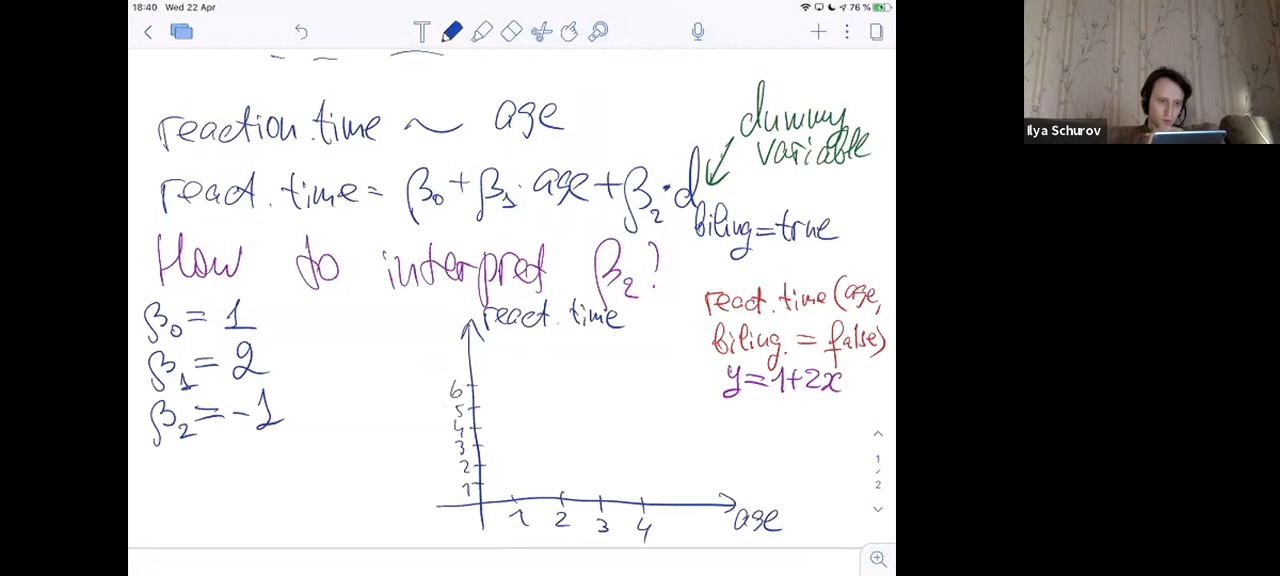 18:40 Wed 22 Apr
76 %
T
Ilya Schurov
reaction.time ~ age
dummy
variable
react.time = β₀ + β₁· age + β₂ · d
biling=true
How to interpret β₂?
β₀ = 1
β₁ = 2
β₂ = -1
react.time
react.time (age,
biling. = false)
y=1+2x
6
5
4
3
2
1
1 2 3 4
age
1
/
2